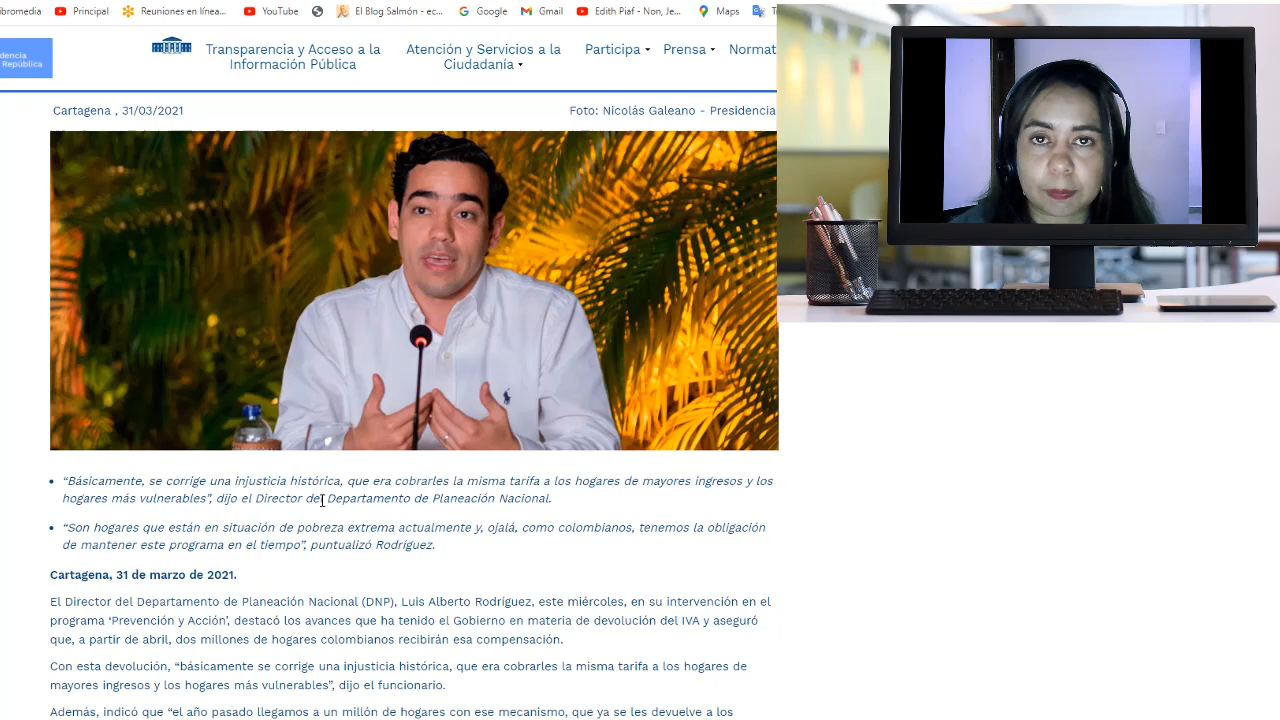 bromedia
Principal
Reuniones en línea...
YouTube
El Blog Salmón - ec...
Google
Gmail
Edith Piaf - Non, Je...
Maps
dencia
República
Transparencia y Acceso a la
Información Pública
Atención y Servicios a la
Ciudadanía
Participa
Prensa
Normat
Cartagena , 31/03/2021
Foto: Nicolás Galeano - Presidencia
“Básicamente, se corrige una injusticia histórica, que era cobrarles la misma tarifa a los hogares de mayores ingresos y los
hogares más vulnerables”, dijo el Director del Departamento de Planeación Nacional.
“Son hogares que están en situación de pobreza extrema actualmente y, ojalá, como colombianos, tenemos la obligación
de mantener este programa en el tiempo”, puntualizó Rodríguez.
Cartagena, 31 de marzo de 2021.
El Director del Departamento de Planeación Nacional (DNP), Luis Alberto Rodríguez, este miércoles, en su intervención en el
programa ‘Prevención y Acción’, destacó los avances que ha tenido el Gobierno en materia de devolución del IVA y aseguró
que, a partir de abril, dos millones de hogares colombianos recibirán esa compensación.
Con esta devolución, “básicamente se corrige una injusticia histórica, que era cobrarles la misma tarifa a los hogares de
mayores ingresos y los hogares más vulnerables”, dijo el funcionario.
Además, indicó que “el año pasado llegamos a un millón de hogares con ese mecanismo, que ya se les devuelve a los